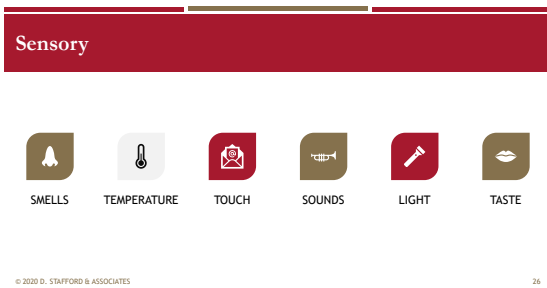 Sensory
SMELLS
TEMPERATURE
TOUCH
SOUNDS
LIGHT
TASTE
© 2020 D. STAFFORD & ASSOCIATES
26